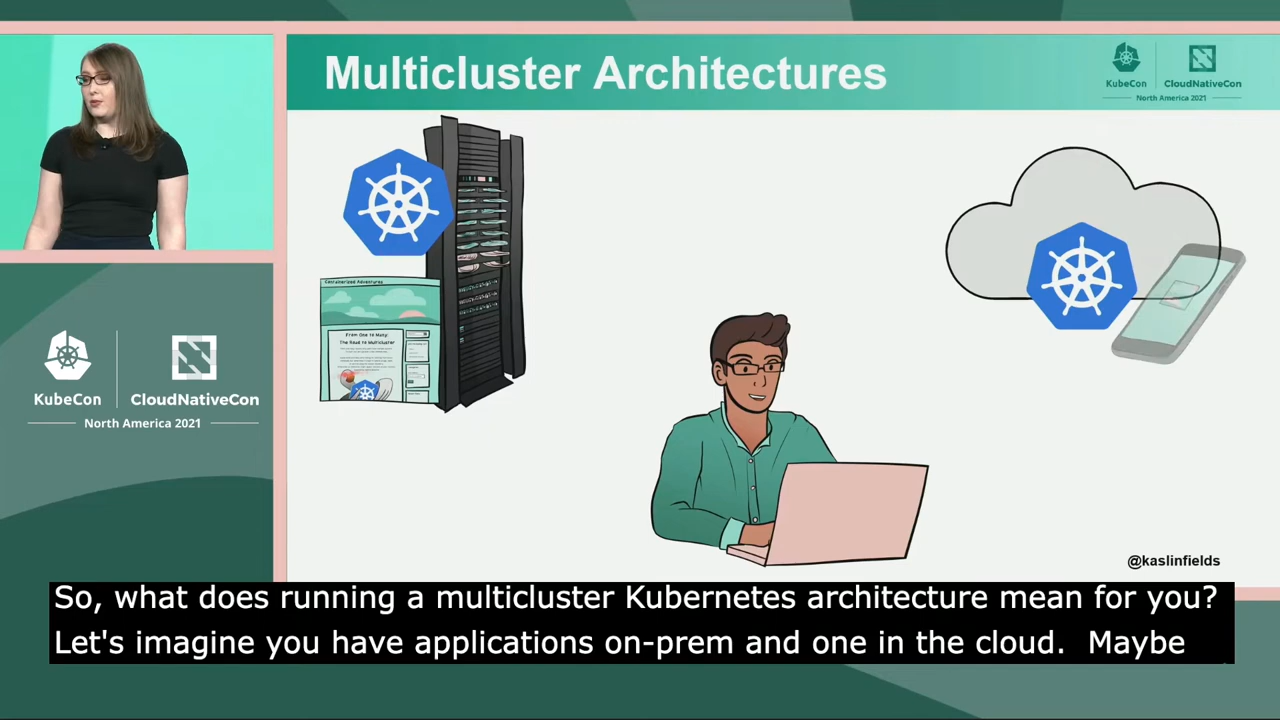 Multicluster Architectures
KubeCon
CloudNativeCon
North America 2021
Containerized Adventures
From One to Many:
The Road to Multicluster
KubeCon
CloudNativeCon
North America 2021
@kaslinfields
So, what does running a multicluster Kubernetes architecture mean for you?
Let's imagine you have applications on-prem and one in the cloud.  Maybe